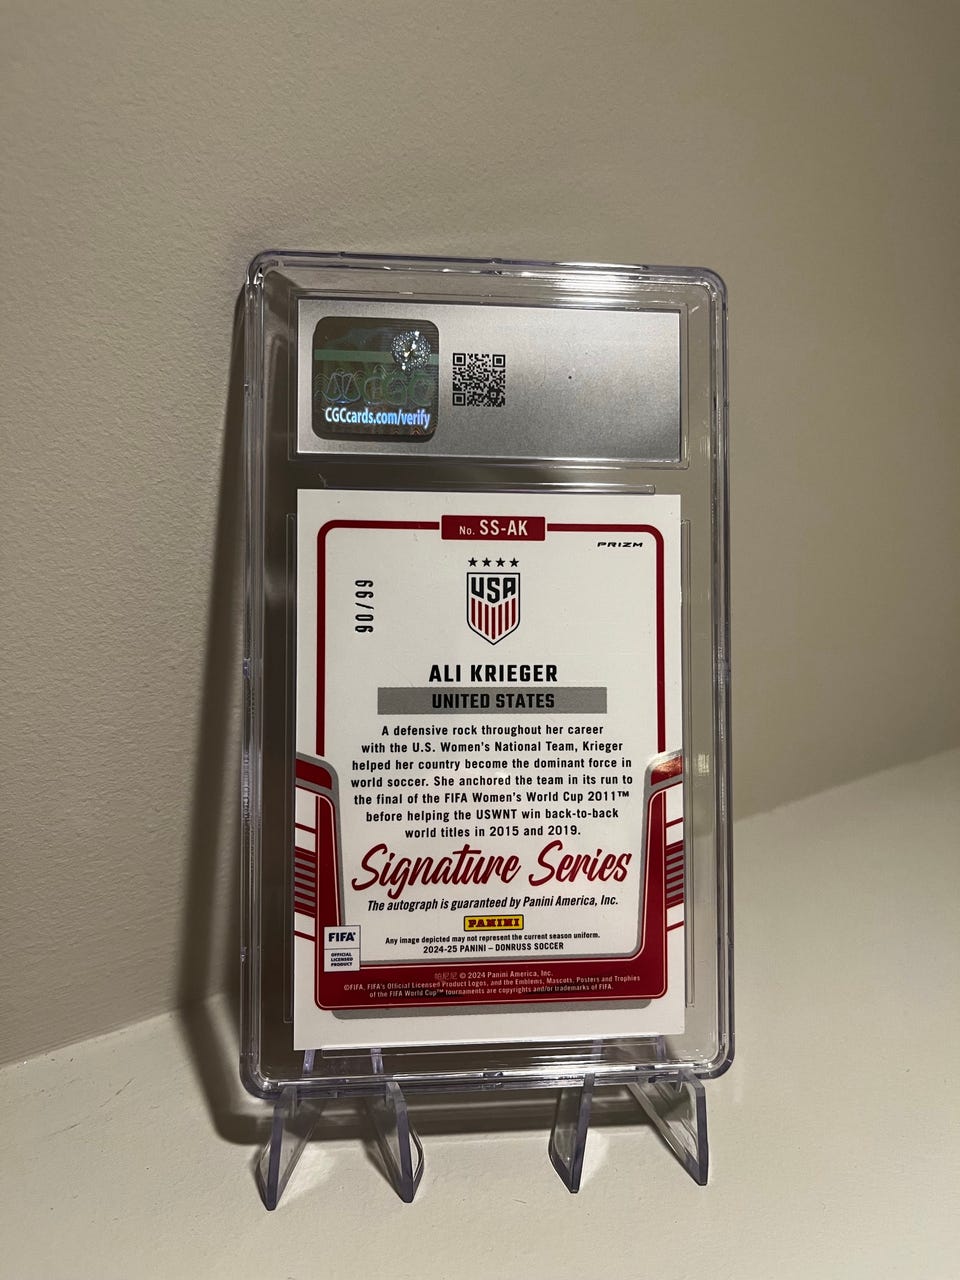 CGC
CGCcards.com/verify
No. SS-AK
PRIZM
90/99
USA
ALI KRIEGER
UNITED STATES
A defensive rock throughout her career
with the U.S. Women's National Team, Krieger
helped her country become the dominant force in
world soccer. She anchored the team in its run to
the final of the FIFA Women's World Cup 2011™
before helping the USWNT win back-to-back
world titles in 2015 and 2019.
Signature Series
The autograph is guaranteed by Panini America, Inc.
PANINI
FIFA®
OFFICIAL
LICENSED
PRODUCT
Any image depicted may not represent the current season uniform.
2024-25 PANINI – DONRUSS SOCCER
帕尼尼 © 2024 Panini America, Inc.
©FIFA, FIFA's Official Licensed Product Logos, and the Emblems, Mascots, Posters and Trophies
of the FIFA World Cup™ tournaments are copyrights and/or trademarks of FIFA.